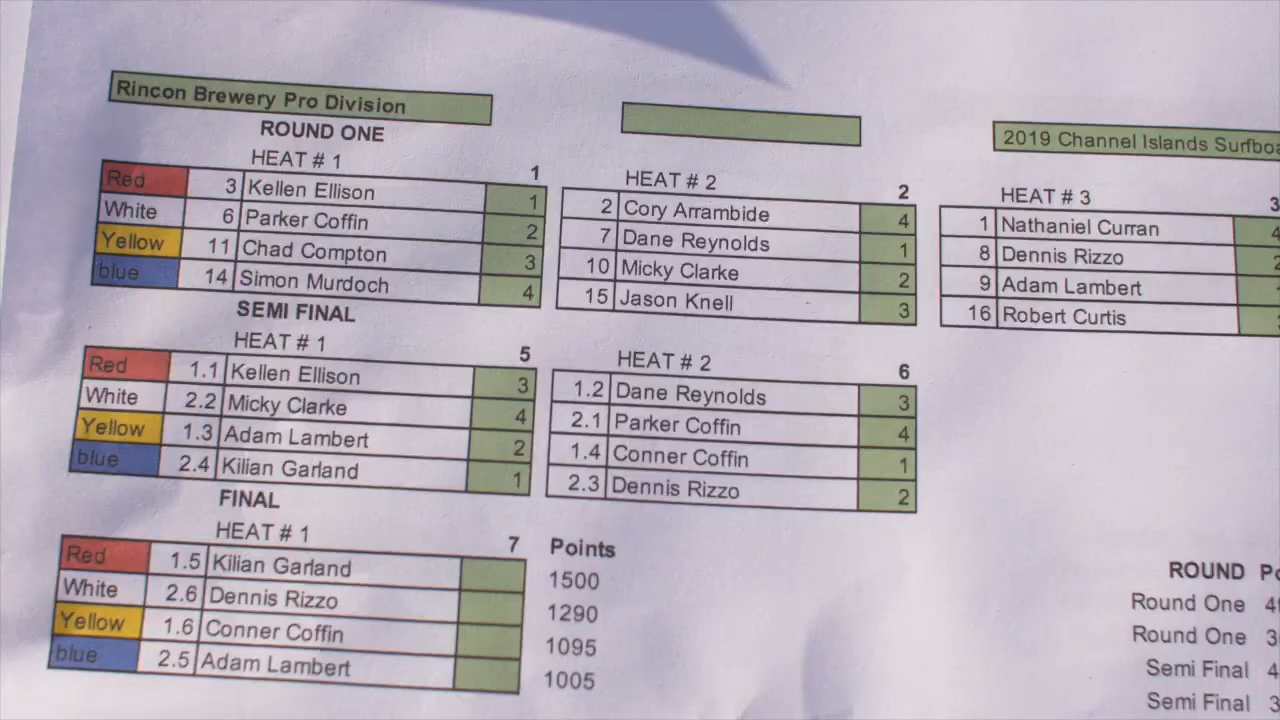 Rincon Brewery Pro Division
2019 Channel Islands
ROUND ONE
HEAT # 1 1
Red 3 Kellen Ellison 1
White 6 Parker Coffin 2
Yellow 11 Chad Compton 3
blue 14 Simon Murdoch 4
HEAT # 2 2
2 Cory Arrambide 4
7 Dane Reynolds 1
10 Micky Clarke 2
15 Jason Knell 3
HEAT # 3 3
1 Nathaniel Curran 4
8 Dennis Rizzo 2
9 Adam Lambert
16 Robert Curtis
SEMI FINAL
HEAT # 1 5
Red 1.1 Kellen Ellison 3
White 2.2 Micky Clarke 4
Yellow 1.3 Adam Lambert 2
blue 2.4 Kilian Garland 1
HEAT # 2 6
1.2 Dane Reynolds 3
2.1 Parker Coffin 4
1.4 Conner Coffin 1
2.3 Dennis Rizzo 2
FINAL
HEAT # 1 7 Points
Red 1.5 Kilian Garland 1500
White 2.6 Dennis Rizzo 1290
Yellow 1.6 Conner Coffin 1095
blue 2.5 Adam Lambert 1005
ROUND
Round One
Round One
Semi Final
Semi Final